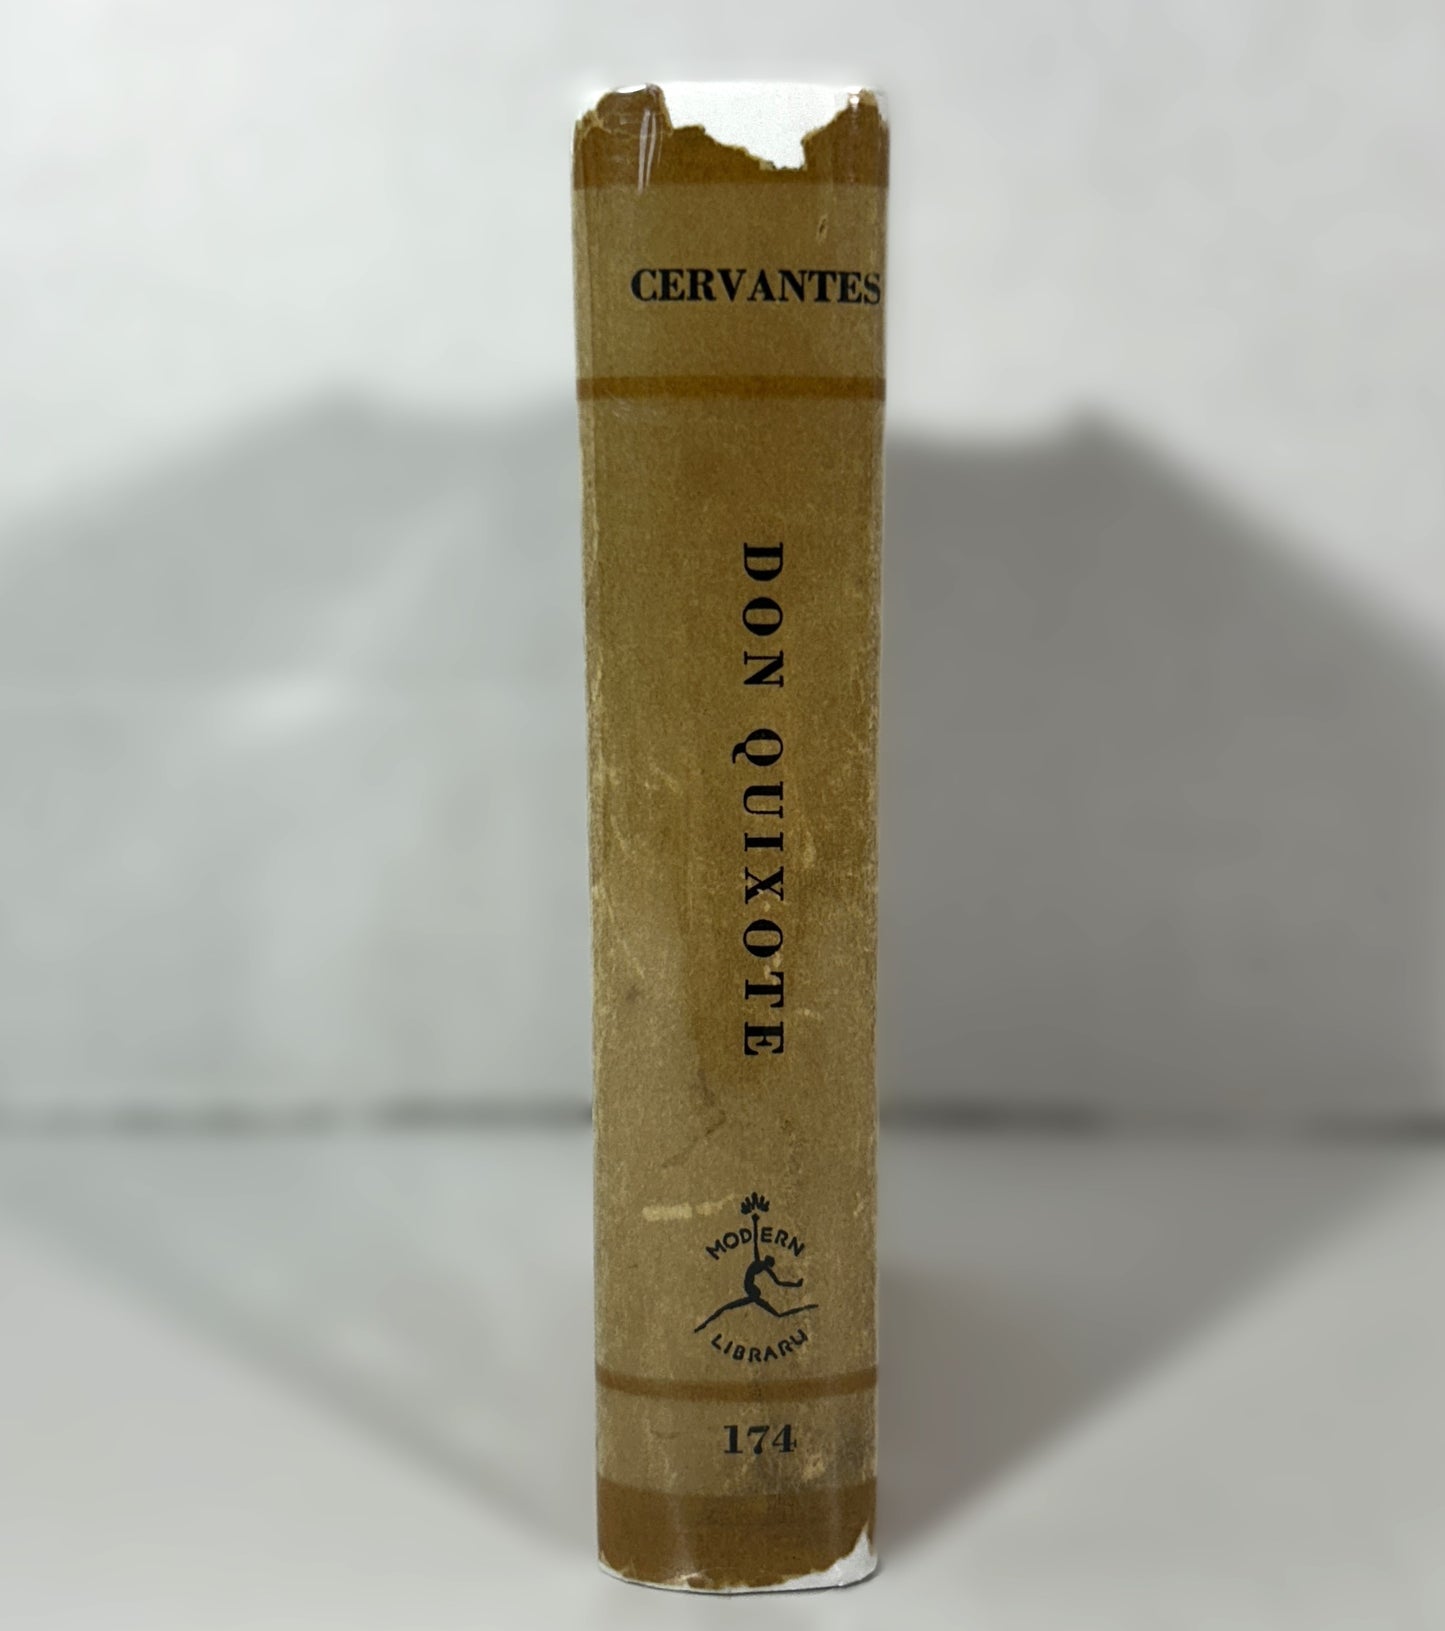 CERVANTES
DON QUIXOTE
MODERN
LIBRARY
174